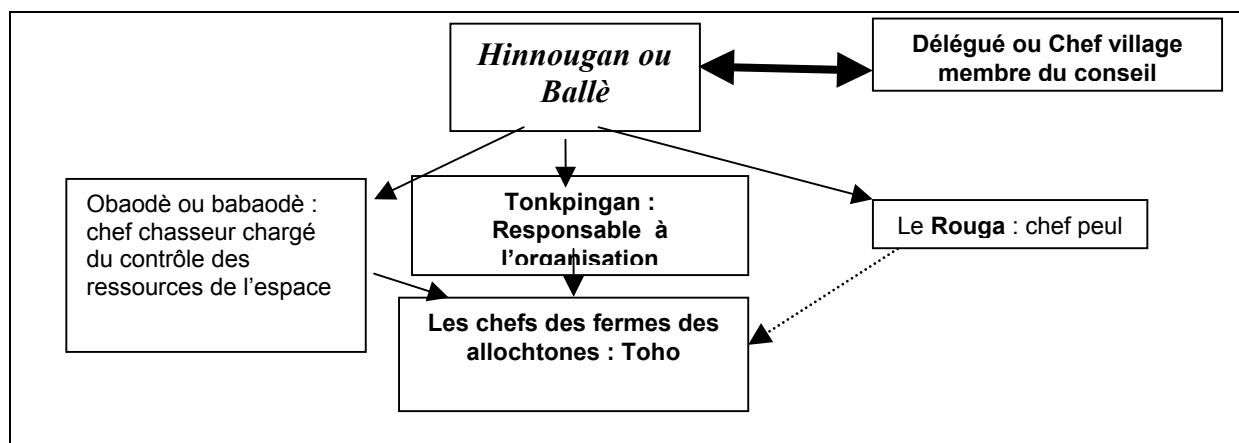 Hinnougan ou
Ballè
Délégué ou Chef village
membre du conseil
Obaodè ou babaodè :
chef chasseur chargé
du contrôle des
ressources de l’espace
Tonkpingan :
Responsable à
l’organisation
Le Rouga : chef peul
Les chefs des fermes des
allochtones : Toho